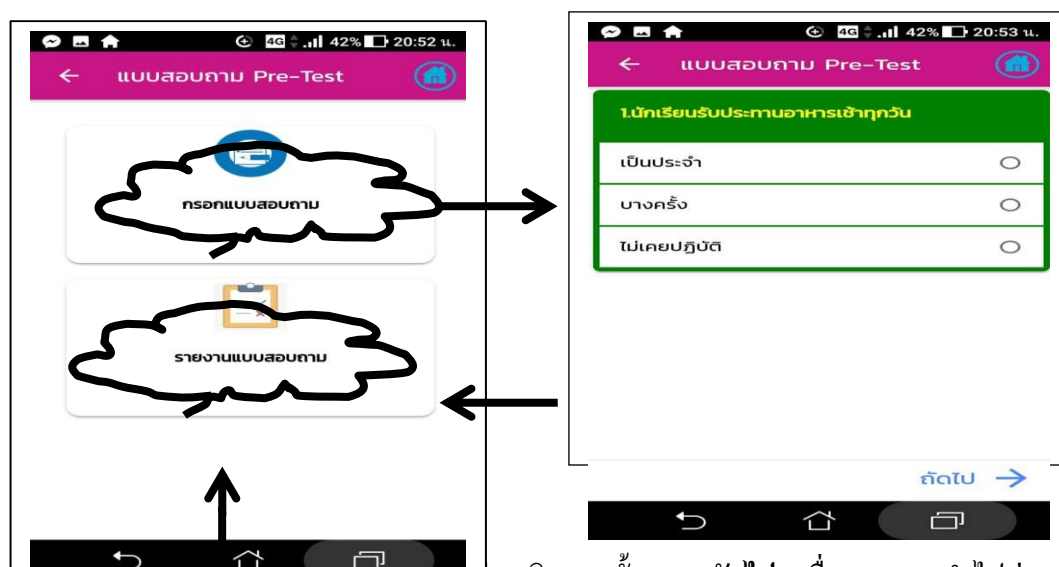 4G 42% 20:52 น.
แบบสอบถาม Pre-Test
กรอกแบบสอบถาม
รายงานแบบสอบถาม
4G 42% 20:53 น.
แบบสอบถาม Pre-Test
1.นักเรียนรับประทานอาหารเช้าทุกวัน
เป็นประจำ
บางครั้ง
ไม่เคยปฏิบัติ
ถัดไป